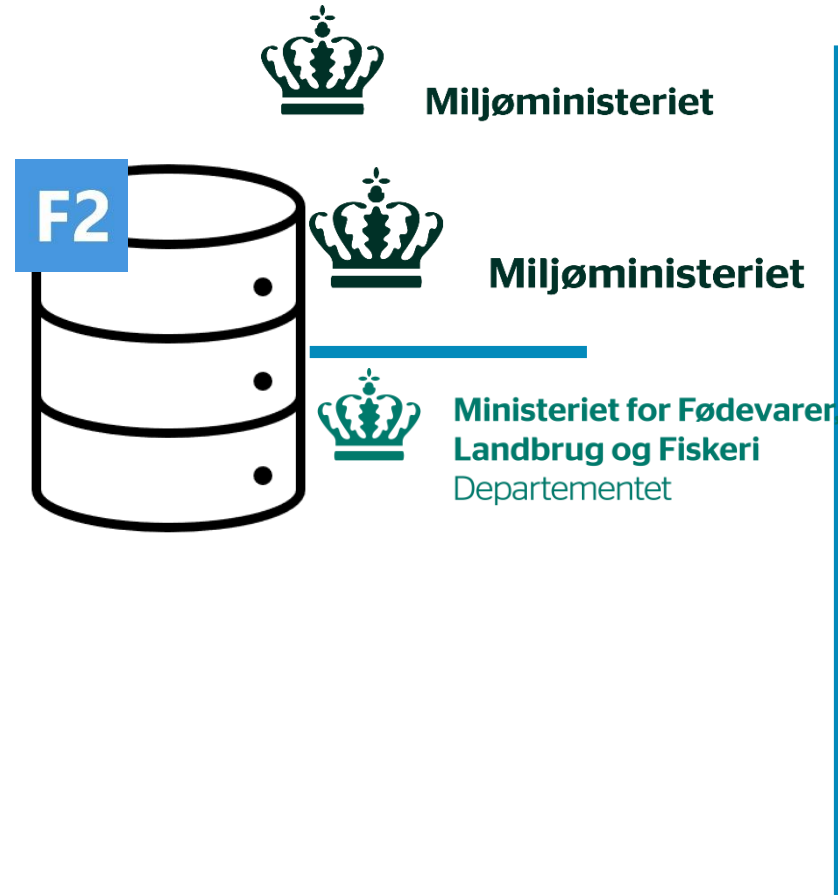 Miljøministeriet
F2
Miljøministeriet
Ministeriet for Fødevarer,
Landbrug og Fiskeri
Departementet